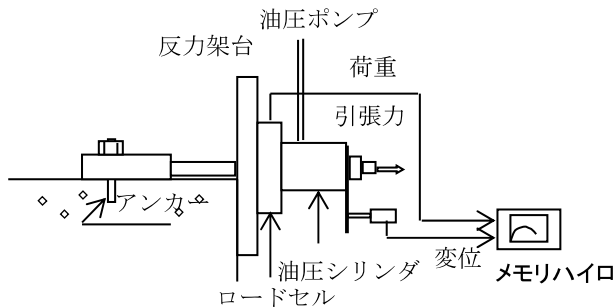 油圧ポンプ
反力架台
荷重
引張力
アンカー
変位
メモリハイロ
油圧シリンダ
ロードセル